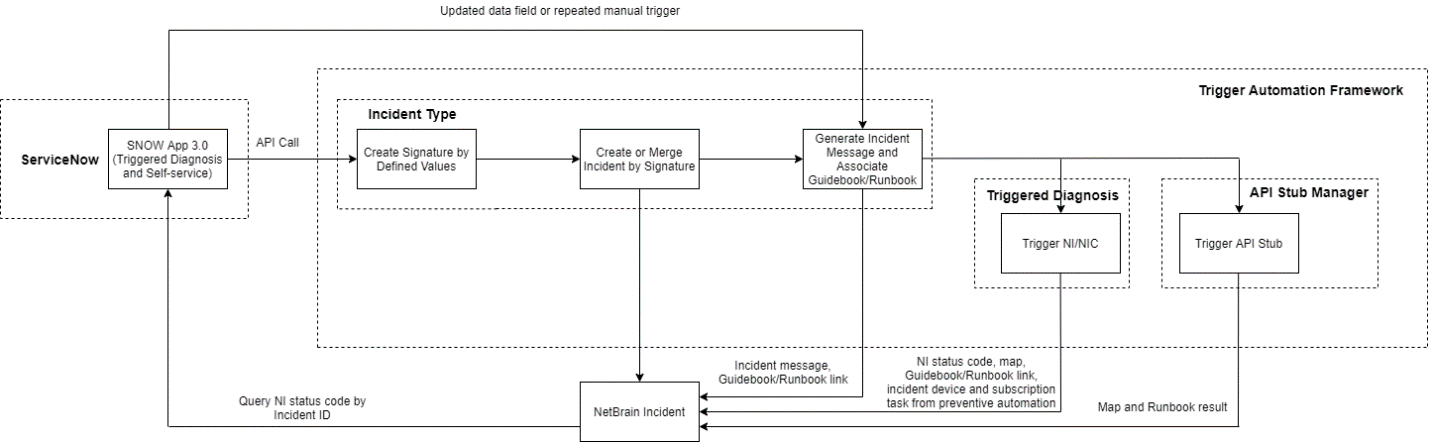 Updated data field or repeated manual trigger
Trigger Automation Framework
Incident Type
ServiceNow
SNOW App 3.0
(Triggered Diagnosis
and Self-service)
API Call
Create Signature by
Defined Values
Create or Merge
Incident by Signature
Generate Incident
Message and
Associate
Guidebook/Runbook
Triggered Diagnosis
Trigger NI/NIC
API Stub Manager
Trigger API Stub
Incident message,
Guidebook/Runbook link
NI status code, map,
Guidebook/Runbook link,
incident device and subscription
task from preventive automation
Map and Runbook result
Query NI status code by
Incident ID
NetBrain Incident